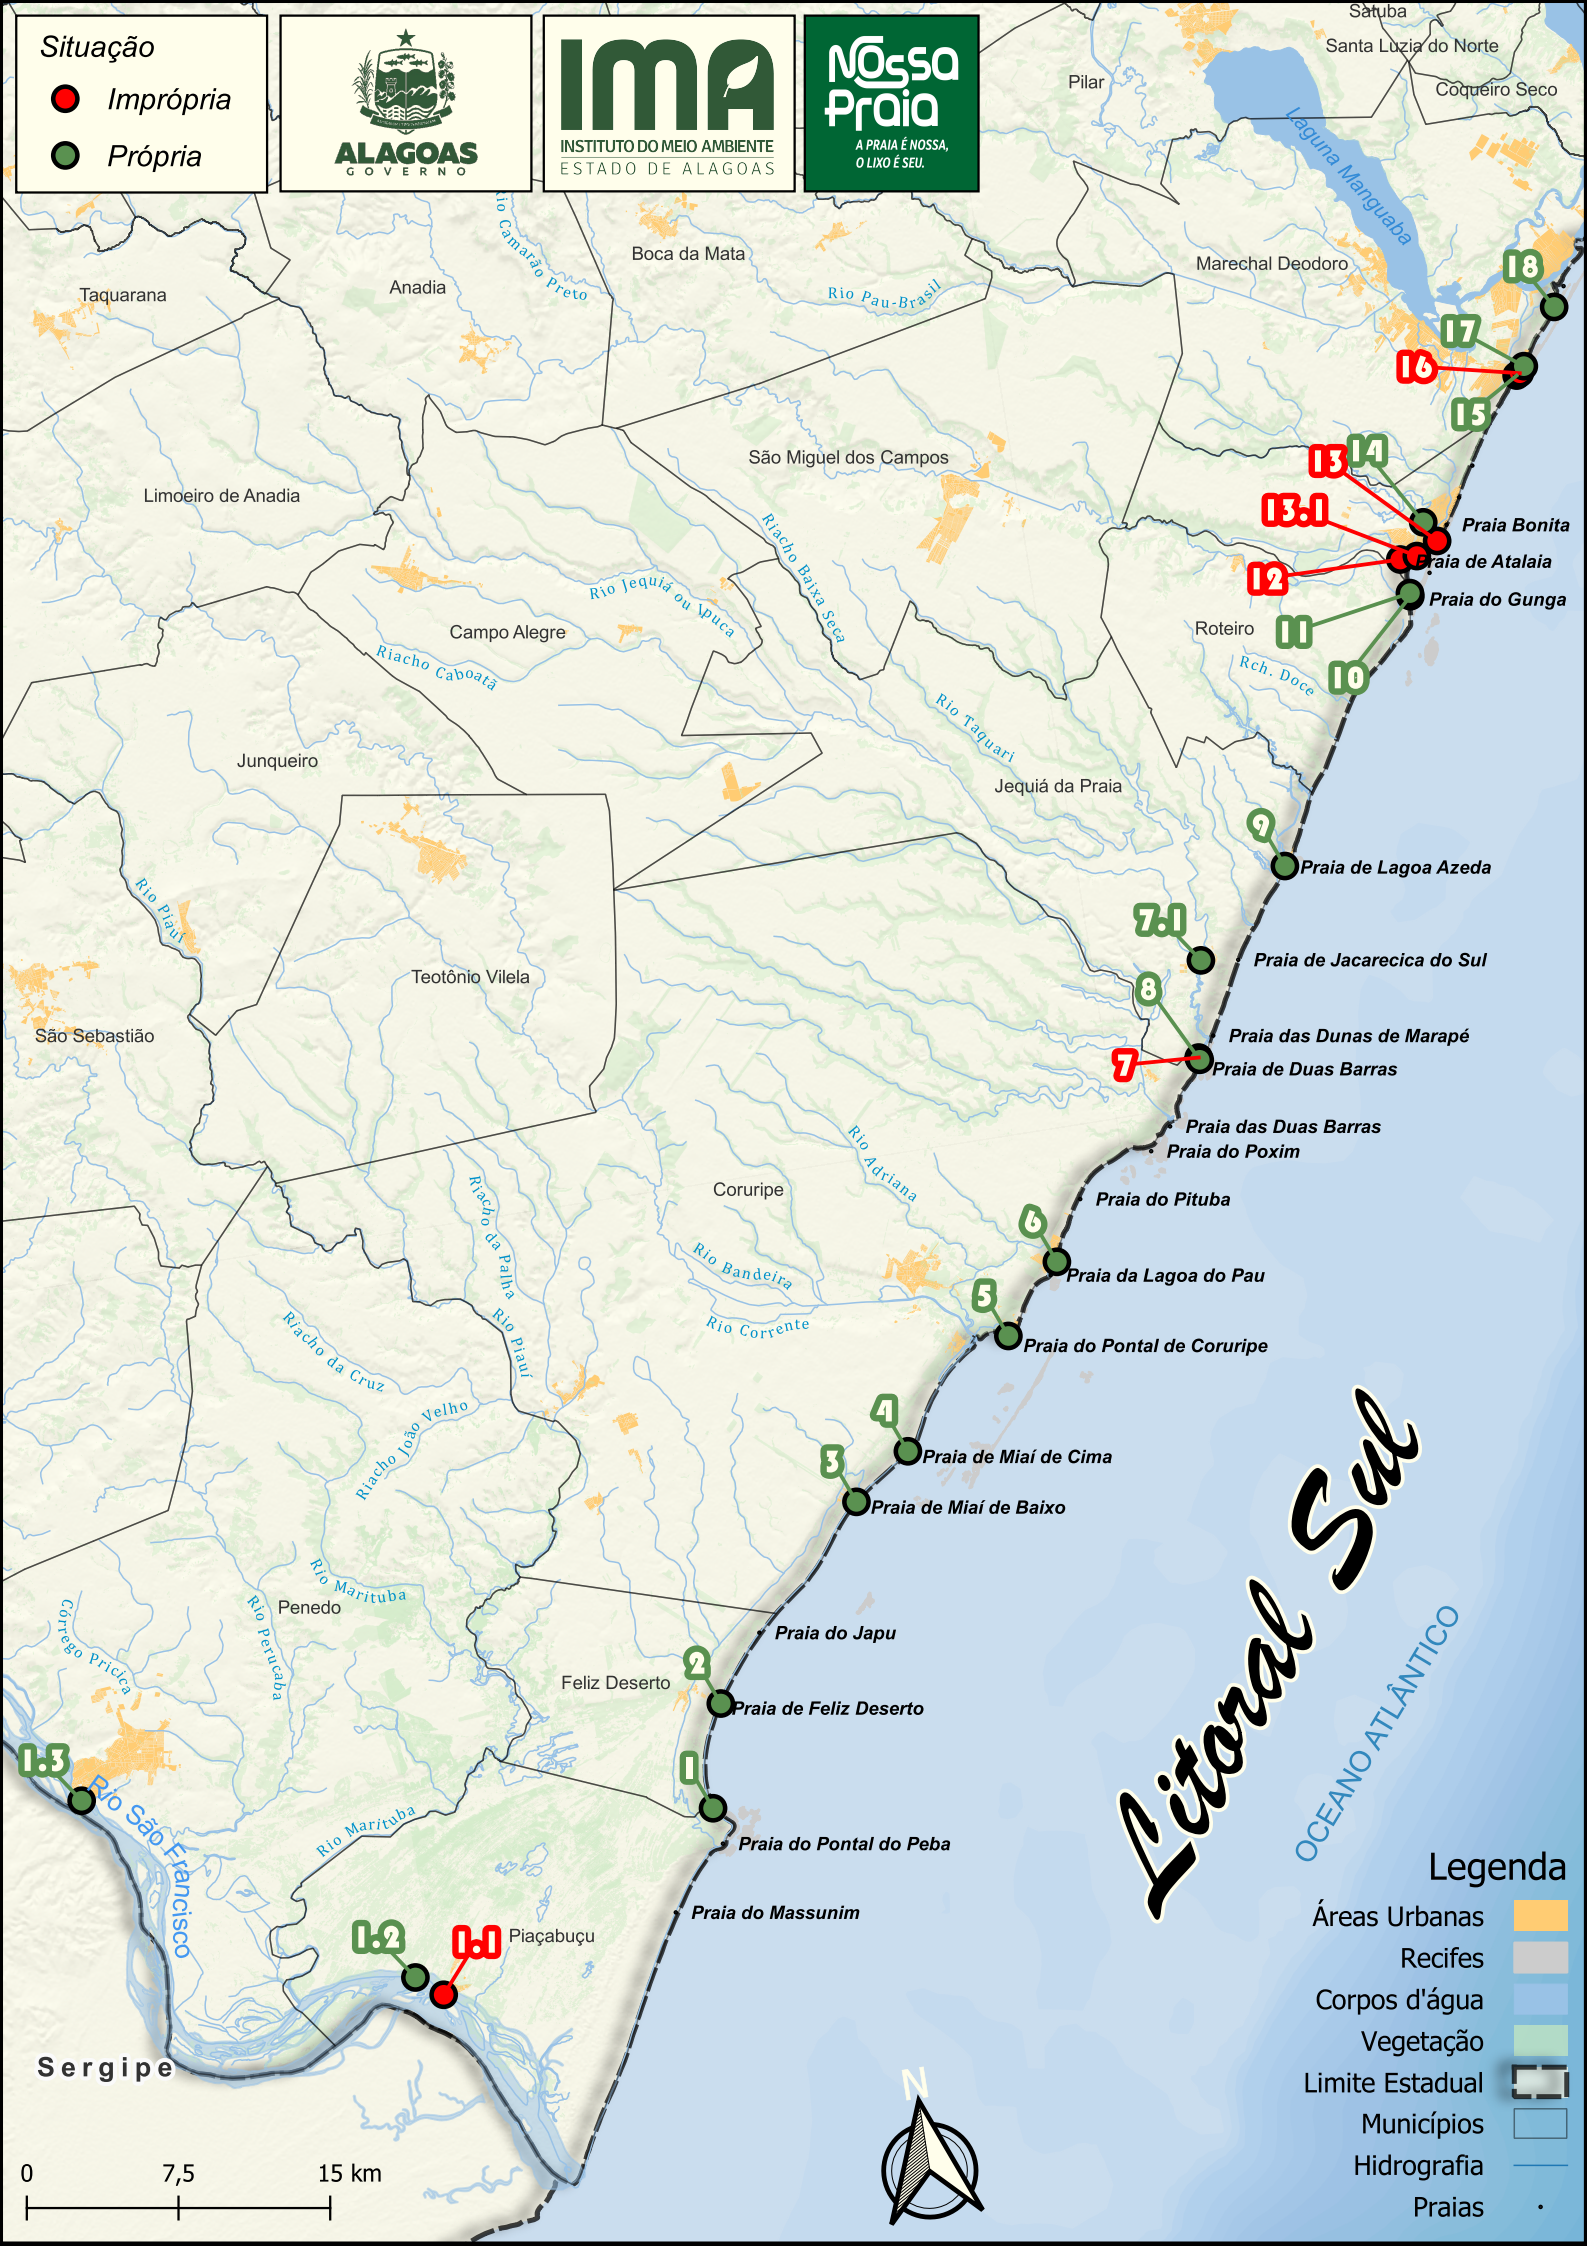 Situação
Imprópria
Própria
ALAGOAS
GOVERNO
IMA
INSTITUTO DO MEIO AMBIENTE
ESTADO DE ALAGOAS
Nossa
Praia
A PRAIA É NOSSA,
O LIXO É SEU.
Satuba
Santa Luzia do Norte
Pilar
Coqueiro Seco
Laguna Manguaba
Rio Camarão Preto
Boca da Mata
Marechal Deodoro
18
Anadia
Taquarana
Rio Pau-Brasil
17
16
15
São Miguel dos Campos
14
13
Limoeiro de Anadia
13.1
Praia Bonita
Riacho Baixa Seca
Praia de Atalaia
12
Rio Jequiá ou Ipuca
Praia do Gunga
Campo Alegre
Roteiro
11
Riacho Caboatã
Rch. Doce
10
Rio Taquari
Junqueiro
Jequiá da Praia
9
Praia de Lagoa Azeda
Rio Piauí
7.1
Praia de Jacarecica do Sul
Teotônio Vilela
8
São Sebastião
Praia das Dunas de Marapé
7
Praia de Duas Barras
Praia das Duas Barras
Praia do Poxim
Rio Adriana
Coruripe
Praia do Pituba
Riacho da Palha
6
Rio Bandeira
Praia da Lagoa do Pau
5
Rio Corrente
Rio Piauí
Praia do Pontal de Coruripe
Riacho da Cruz
4
Riacho João Velho
Praia de Miaí de Cima
3
Praia de Miaí de Baixo
Litoral Sul
Rio Marituba
Penedo
Córrego Pricica
Rio Perucaba
Praia do Japu
OCEANO ATLÂNTICO
2
Feliz Deserto
Praia de Feliz Deserto
1.3
1
Rio São Francisco
Rio Marituba
Praia do Pontal do Peba
Praia do Massunim
1.2
1.1
Piaçabuçu
Sergipe
Legenda
Áreas Urbanas
Recifes
Corpos d'água
Vegetação
Limite Estadual
Municípios
Hidrografia
Praias
N
0
7,5
15 km